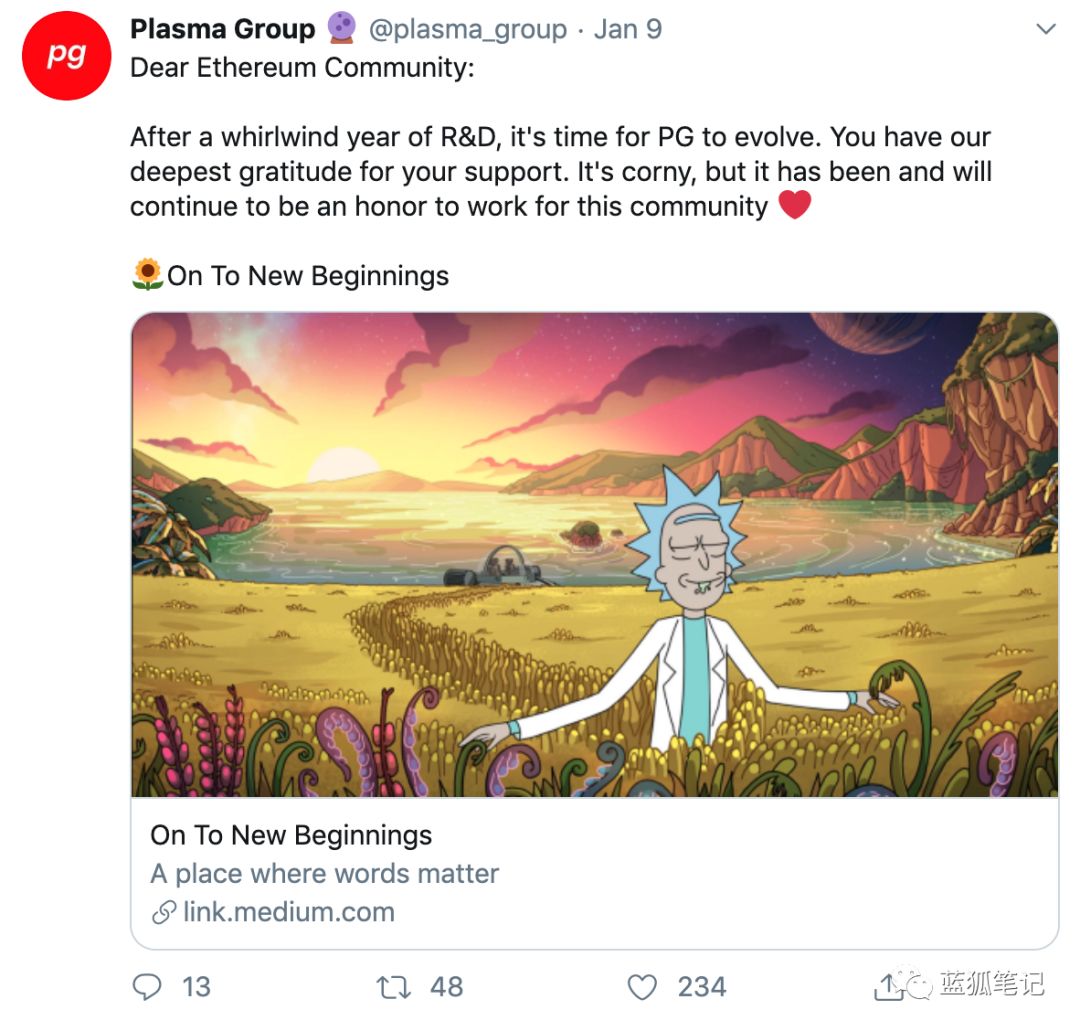 pg
Plasma Group 🔮 @plasma_group · Jan 9
Dear Ethereum Community:
After a whirlwind year of R&D, it's time for PG to evolve. You have our
deepest gratitude for your support. It's corny, but it has been and will
continue to be an honor to work for this community ❤️
🌻On To New Beginnings
On To New Beginnings
A place where words matter
link.medium.com
13 48 234
蓝狐笔记